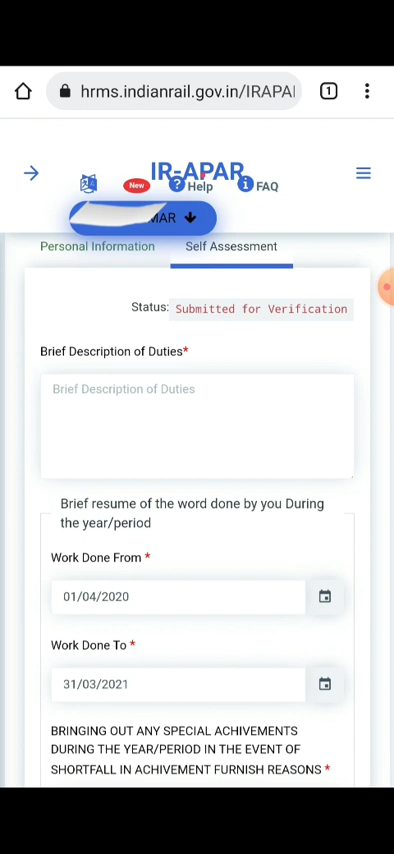 hrms.indianrail.gov.in/IRAPAI
1
IR-APAR
New
Help
FAQ
MAR
Personal Information
Self Assessment
Status: Submitted for Verification
Brief Description of Duties*
Brief Description of Duties
Brief resume of the word done by you During
the year/period
Work Done From *
01/04/2020
Work Done To *
31/03/2021
BRINGING OUT ANY SPECIAL ACHIVEMENTS
DURING THE YEAR/PERIOD IN THE EVENT OF
SHORTFALL IN ACHIVEMENT FURNISH REASONS *